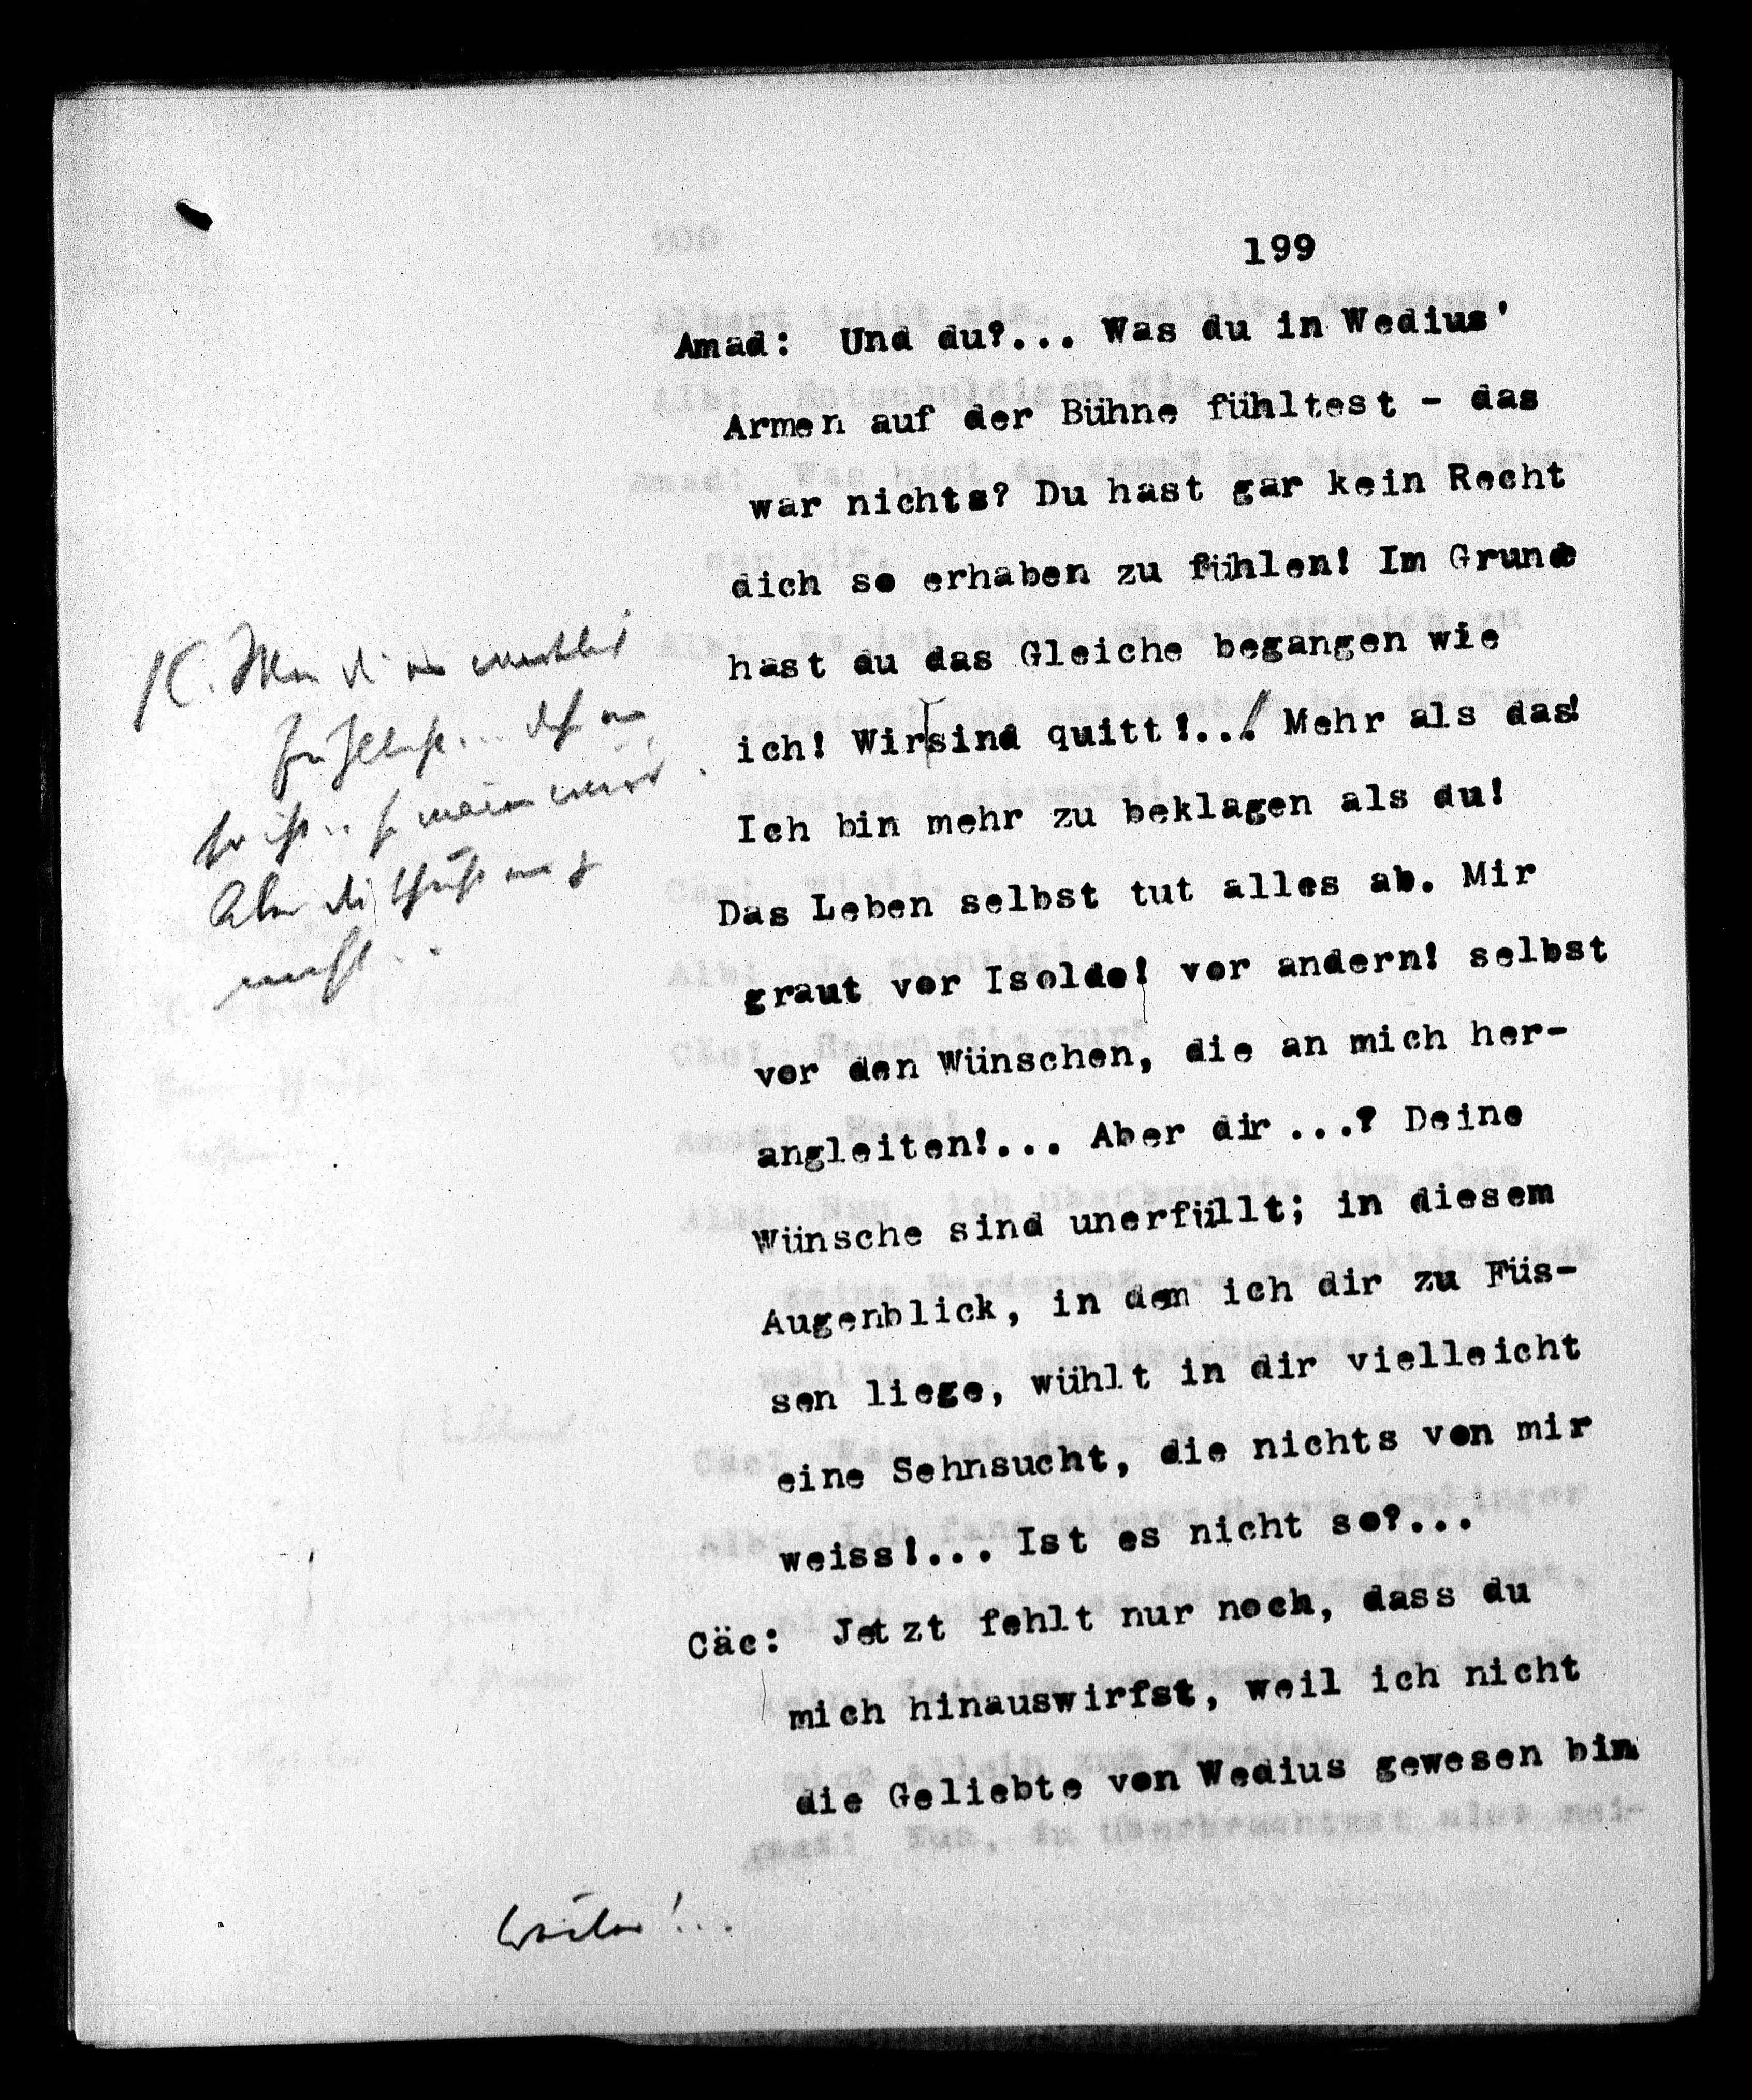 199
Amad: Und du?... Was du in Wedius'
Armen auf der Bühne fühltest - das
war nichts? Du hast gar kein Recht
dich so erhaben zu fühlen! Im Grunde
hast du das Gleiche begangen wie
ich! Wir sind quitt!... Mehr als das!
Ich bin mehr zu beklagen als du!
Das Leben selbst tut alles ab. Mir
graut vor Isolde! vor andern! selbst
vor den Wünschen, die an mich her-
angleiten!... Aber dir ...? Deine
Wünsche sind unerfüllt; in diesem
Augenblick, in dem ich dir zu Füs-
sen liege, wühlt in dir vielleicht
eine Sehnsucht, die nichts von mir
weiss!... Ist es nicht so?...
Cäc: Jetzt fehlt nur noch, dass du
mich hinauswirfst, weil ich nicht
die Geliebte von Wedius gewesen bin
Weiter!...